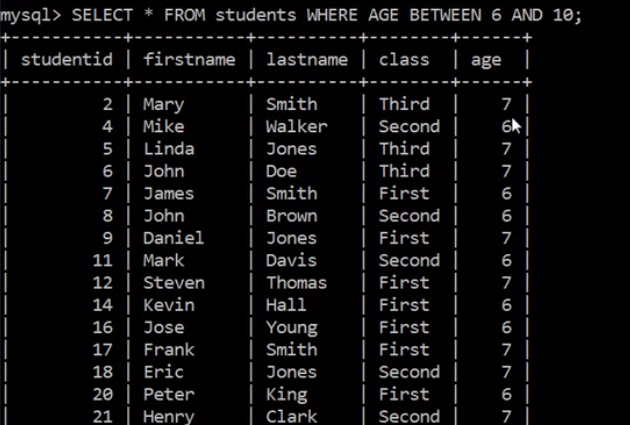 mysql> SELECT * FROM students WHERE AGE BETWEEN 6 AND 10;
+-----------+-----------+----------+--------+------+
| studentid | firstname | lastname | class | age |
+-----------+-----------+----------+--------+------+
| 2 | Mary | Smith | Third | 7 |
| 4 | Mike | Walker | Second | 6 |
| 5 | Linda | Jones | Third | 7 |
| 6 | John | Doe | Third | 7 |
| 7 | James | Smith | First | 6 |
| 8 | John | Brown | Second | 6 |
| 9 | Daniel | Jones | First | 7 |
| 11 | Mark | Davis | Second | 6 |
| 12 | Steven | Thomas | First | 7 |
| 14 | Kevin | Hall | First | 6 |
| 16 | Jose | Young | First | 6 |
| 17 | Frank | Smith | First | 7 |
| 18 | Eric | Jones | Second | 7 |
| 20 | Peter | King | First | 6 |
| 21 | Henry | Clark | Second | 7 |